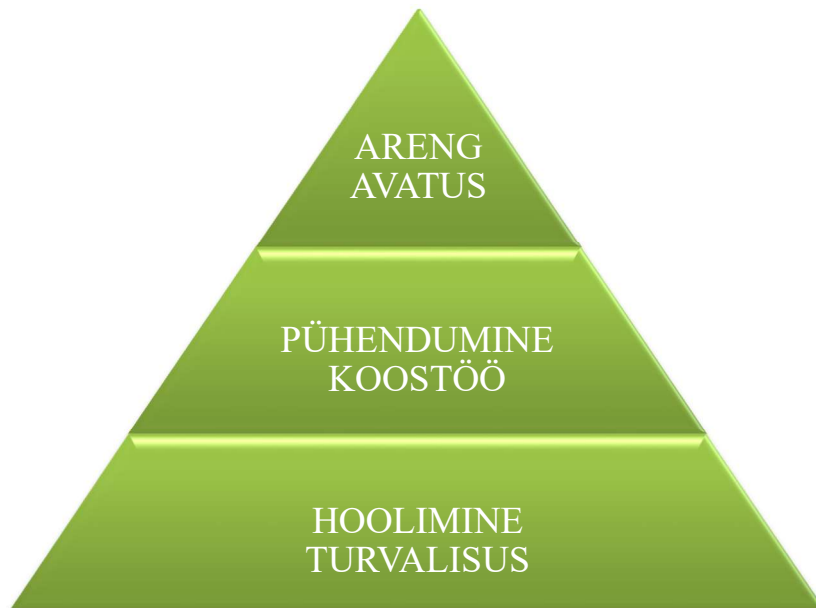 ARENG
AVATUS
PÜHENDUMINE
KOOSTÖÖ
HOOLIMINE
TURVALISUS